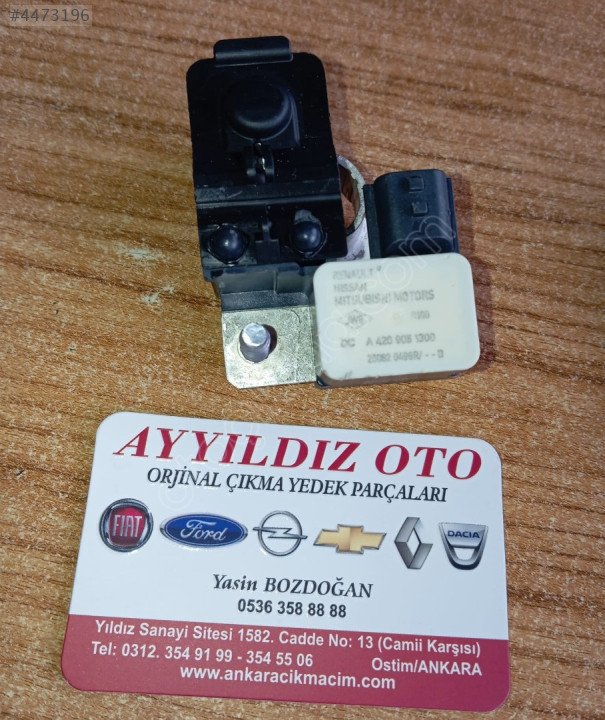 #4473196
RENAULT
NISSAN
MITSUBISHI MOTORS
DC A 420 905 1300
AYYILDIZ OTO
ORJİNAL ÇIKMA YEDEK PARÇALARI
FIAT Ford DACIA
Yasin BOZDOĞAN
0536 358 88 88
Yıldız Sanayi Sitesi 1582. Cadde No: 13 (Camii Karşısı)
Tel: 0312. 354 91 99 - 354 55 06 Ostim/ANKARA
www.ankaracikmacim.com